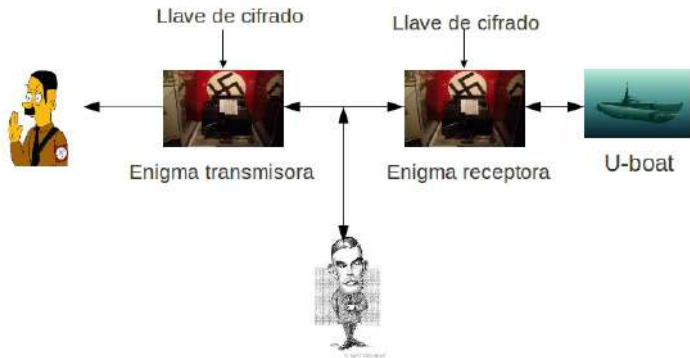 Llave de cifrado
Llave de cifrado
Enigma transmisora
Enigma receptora
U-boat